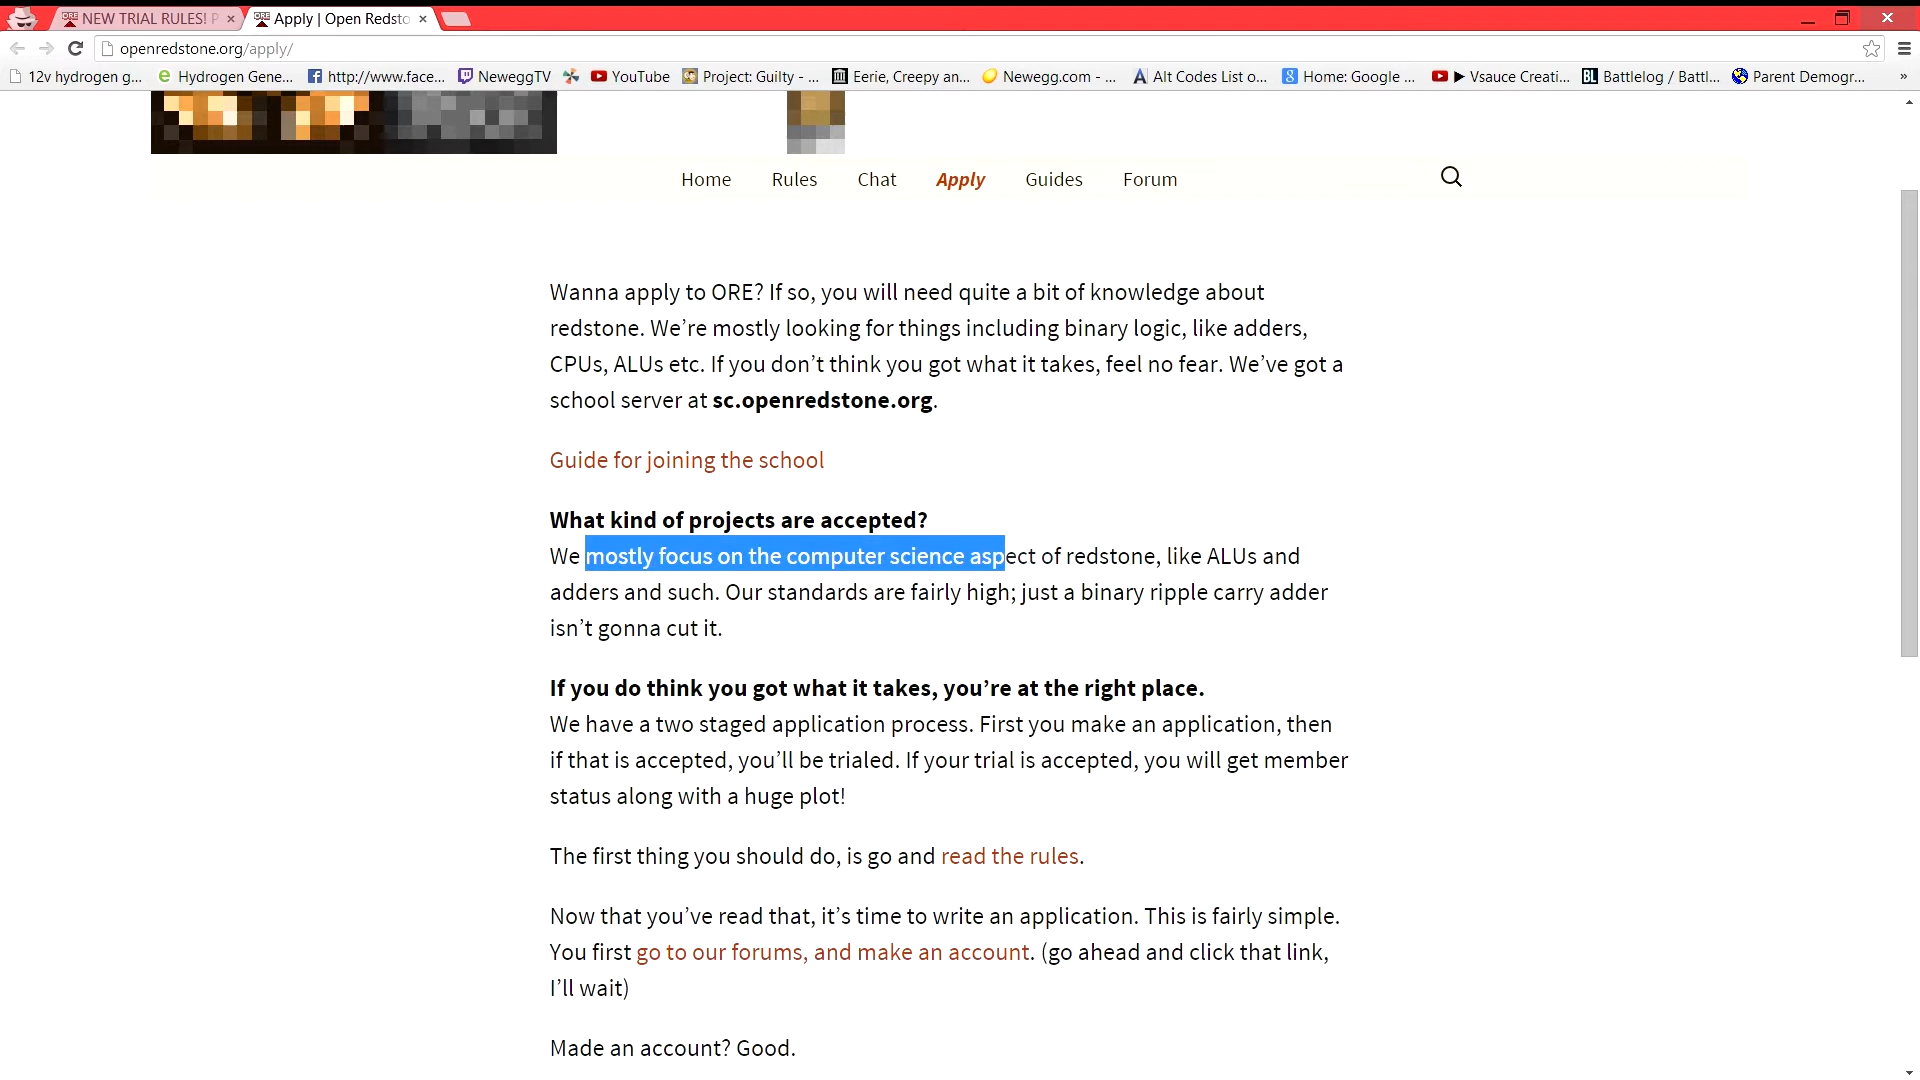 NEW TRIAL RULES! P
Apply | Open Redsto
openredstone.org/apply/
12v hydrogen g... Hydrogen Gene... http://www.face... NeweggTV YouTube Project: Guilty - ... Eerie, Creepy an... Newegg.com - ... Alt Codes List o... Home: Google ... ► Vsauce Creati... Battlelog / Battl... Parent Demogr... »
Home Rules Chat Apply Guides Forum
Wanna apply to ORE? If so, you will need quite a bit of knowledge about
redstone. We’re mostly looking for things including binary logic, like adders,
CPUs, ALUs etc. If you don’t think you got what it takes, feel no fear. We’ve got a
school server at sc.openredstone.org.
Guide for joining the school
What kind of projects are accepted?
We mostly focus on the computer science aspect of redstone, like ALUs and
adders and such. Our standards are fairly high; just a binary ripple carry adder
isn’t gonna cut it.
If you do think you got what it takes, you’re at the right place.
We have a two staged application process. First you make an application, then
if that is accepted, you’ll be trialed. If your trial is accepted, you will get member
status along with a huge plot!
The first thing you should do, is go and read the rules.
Now that you’ve read that, it’s time to write an application. This is fairly simple.
You first go to our forums, and make an account. (go ahead and click that link,
I’ll wait)
Made an account? Good.